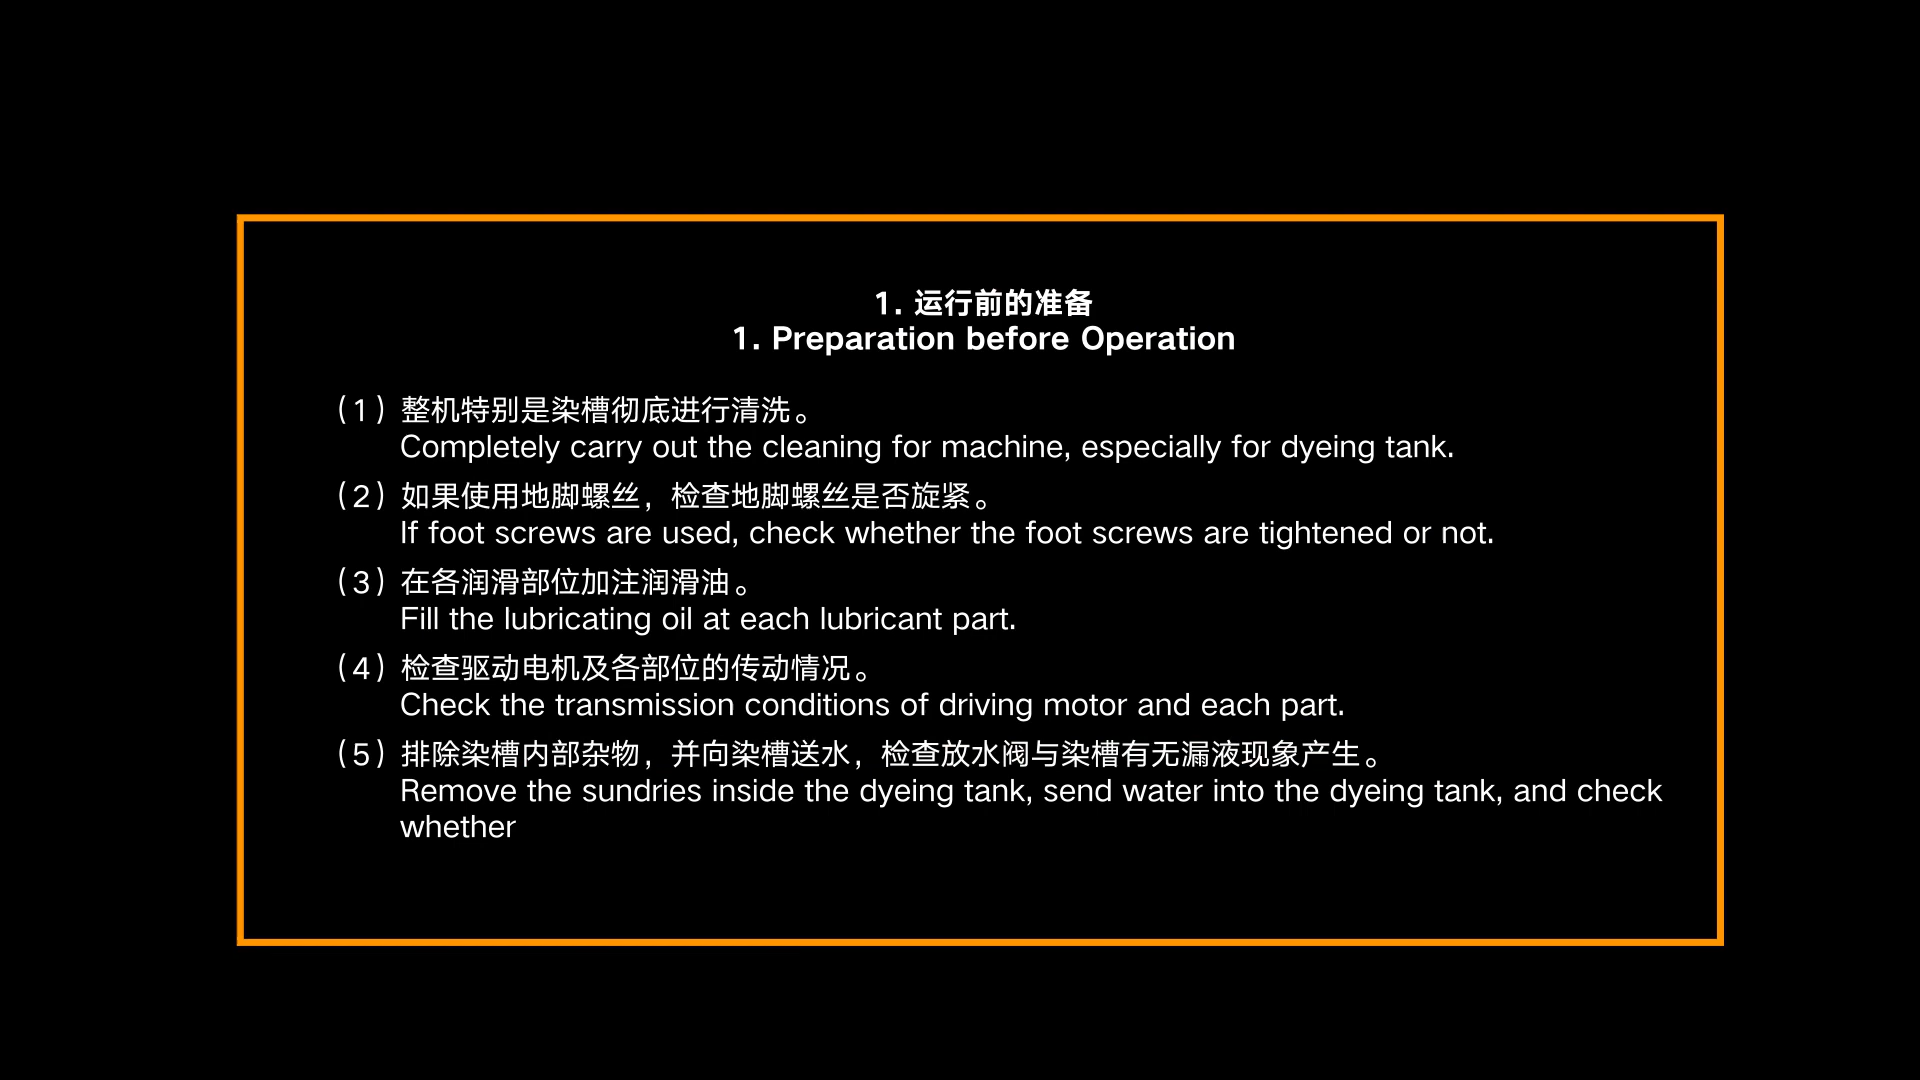 1. 运行前的准备
1. Preparation before Operation
（1）整机特别是染槽彻底进行清洗。
Completely carry out the cleaning for machine, especially for dyeing tank.
（2）如果使用地脚螺丝，检查地脚螺丝是否旋紧。
If foot screws are used, check whether the foot screws are tightened or not.
（3）在各润滑部位加注润滑油。
Fill the lubricating oil at each lubricant part.
（4）检查驱动电机及各部位的传动情况。
Check the transmission conditions of driving motor and each part.
（5）排除染槽内部杂物，并向染槽送水，检查放水阀与染槽有无漏液现象产生。
Remove the sundries inside the dyeing tank, send water into the dyeing tank, and check
whether